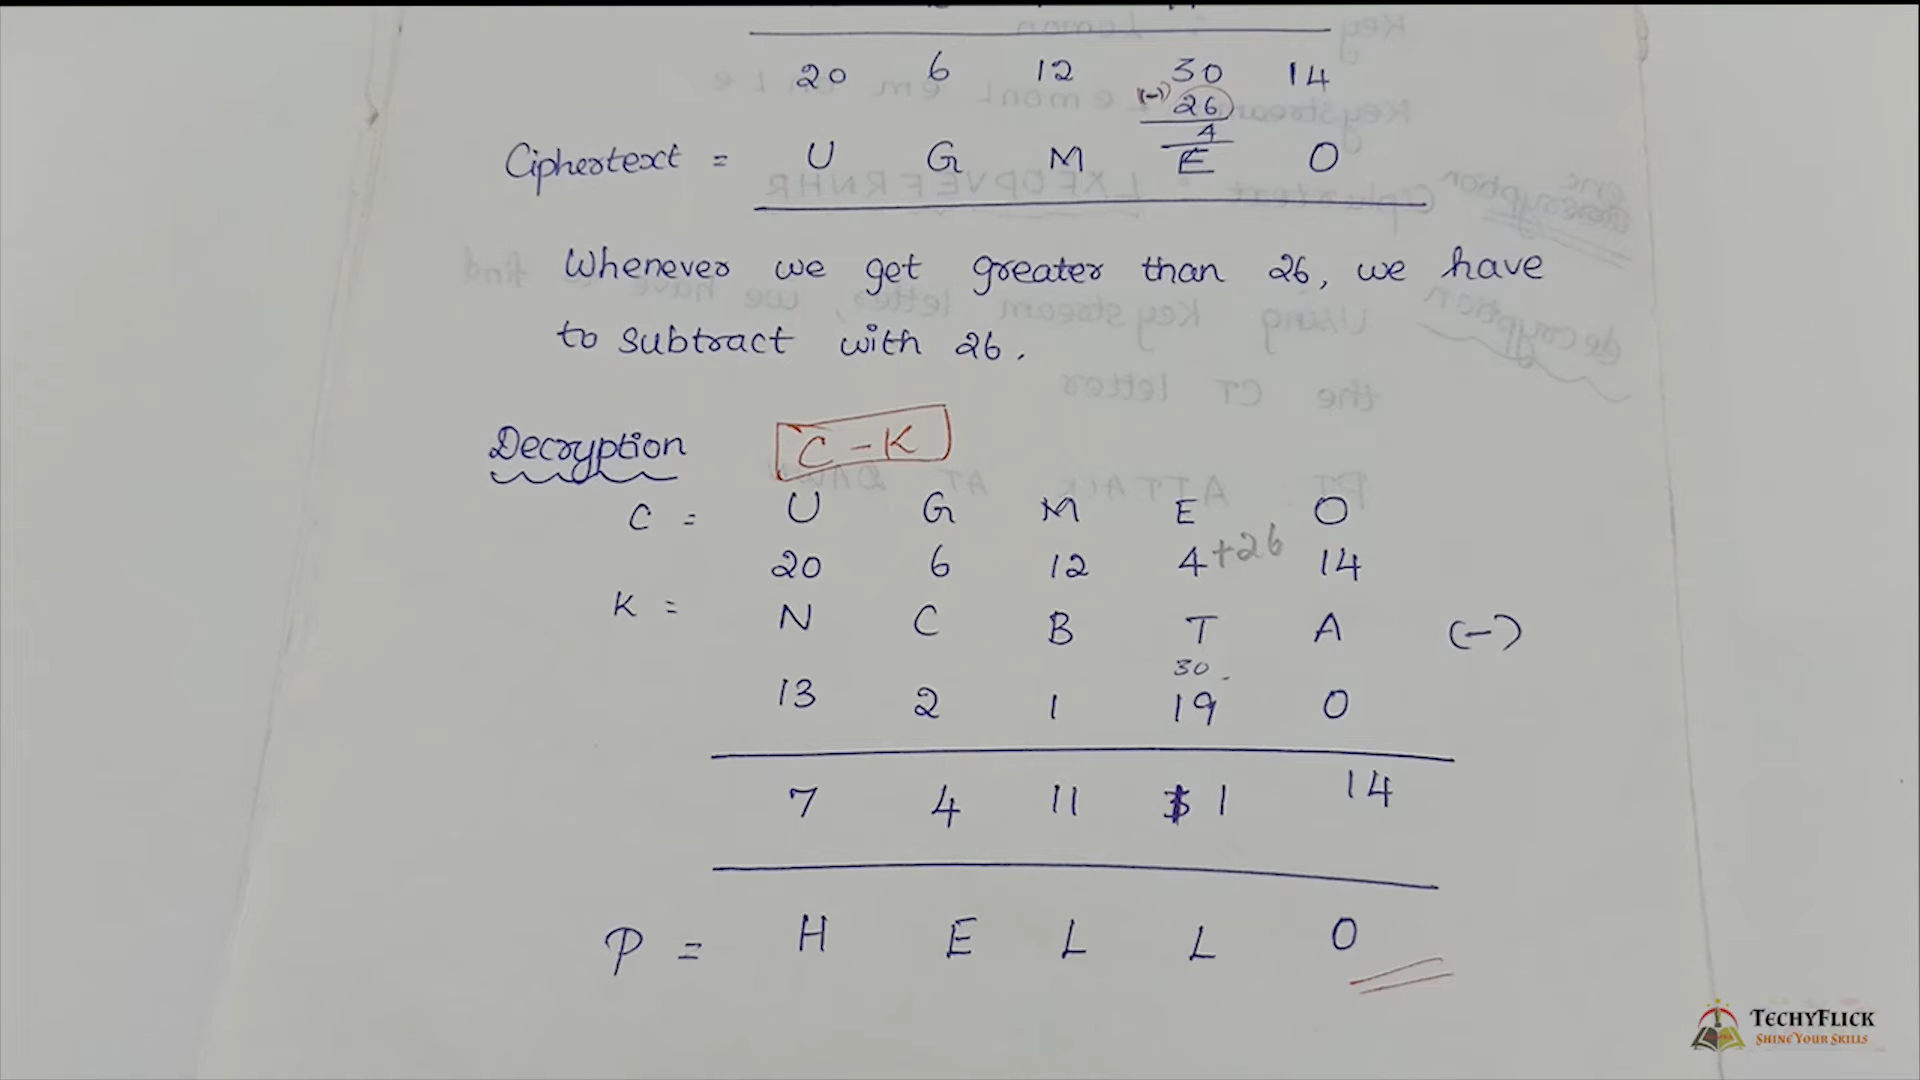 20 6 12 30 14
(-) 26
4
Ciphertext = U G M E O
Whenever we get greater than 26, we have
to subtract with 26.
Decryption C - K
C = U G M E O
20 6 12 4 +26 14
K = N C B T A (-)
30
13 2 1 19 0
7 4 11 1 14
P = H E L L O
TECHYFLICK
SHINE YOUR SKILLS